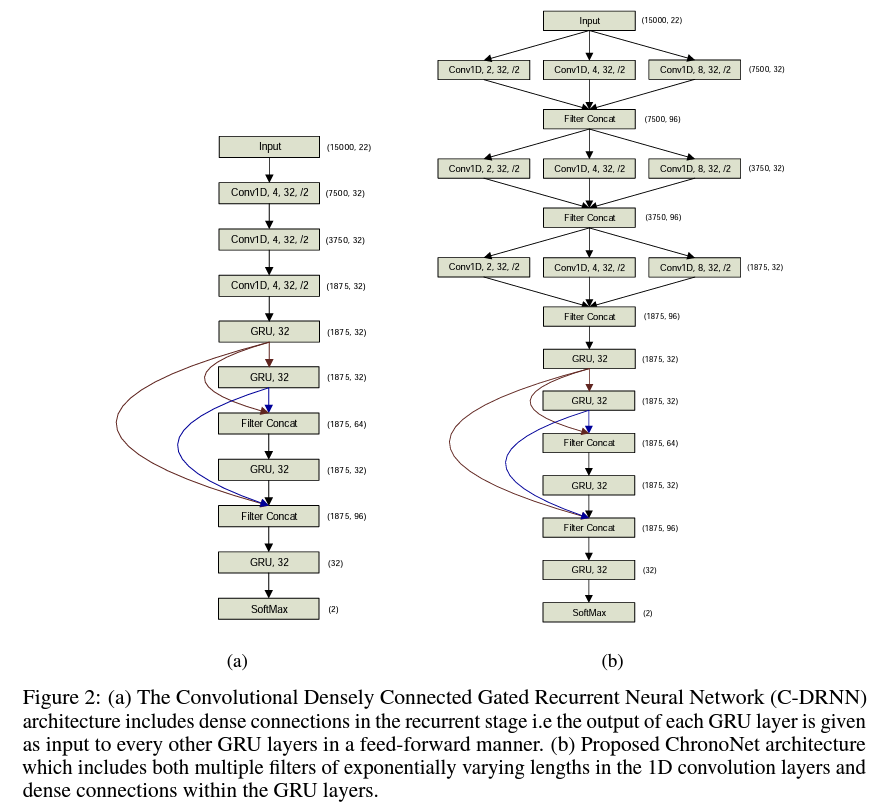 Input
(15000, 22)
Conv1D, 4, 32, /2
(7500, 32)
Conv1D, 4, 32, /2
(3750, 32)
Conv1D, 4, 32, /2
(1875, 32)
GRU, 32
(1875, 32)
GRU, 32
(1875, 32)
Filter Concat
(1875, 64)
GRU, 32
(1875, 32)
Filter Concat
(1875, 96)
GRU, 32
(32)
SoftMax
(2)
(a)
Input
(15000, 22)
Conv1D, 2, 32, /2
Conv1D, 4, 32, /2
Conv1D, 8, 32, /2
(7500, 32)
Filter Concat
(7500, 96)
Conv1D, 2, 32, /2
Conv1D, 4, 32, /2
Conv1D, 8, 32, /2
(3750, 32)
Filter Concat
(3750, 96)
Conv1D, 2, 32, /2
Conv1D, 4, 32, /2
Conv1D, 8, 32, /2
(1875, 32)
Filter Concat
(1875, 96)
GRU, 32
(1875, 32)
GRU, 32
(1875, 32)
Filter Concat
(1875, 64)
GRU, 32
(1875, 32)
Filter Concat
(1875, 96)
GRU, 32
(32)
SoftMax
(2)
(b)
Figure 2: (a) The Convolutional Densely Connected Gated Recurrent Neural Network (C-DRNN)
architecture includes dense connections in the recurrent stage i.e the output of each GRU layer is given
as input to every other GRU layers in a feed-forward manner. (b) Proposed ChronoNet architecture
which includes both multiple filters of exponentially varying lengths in the 1D convolution layers and
dense connections within the GRU layers.